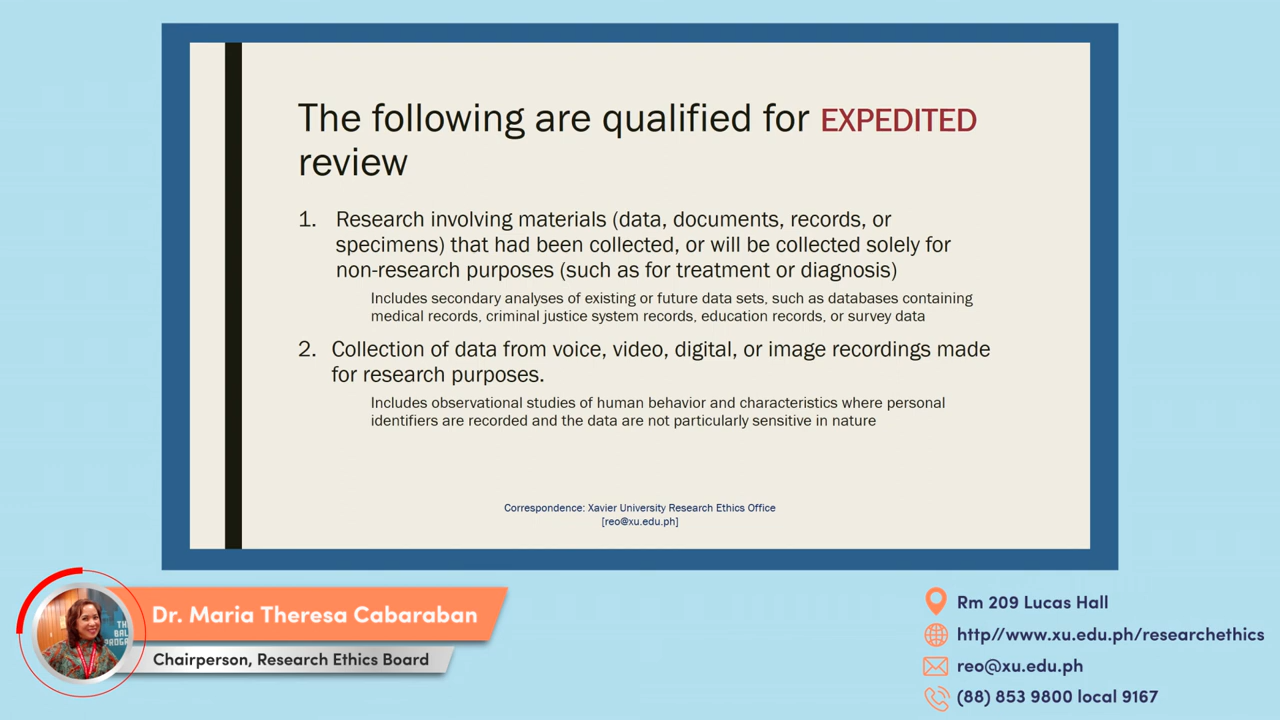 The following are qualified for EXPEDITED
review
1. Research involving materials (data, documents, records, or
specimens) that had been collected, or will be collected solely for
non-research purposes (such as for treatment or diagnosis)
Includes secondary analyses of existing or future data sets, such as databases containing
medical records, criminal justice system records, education records, or survey data
2. Collection of data from voice, video, digital, or image recordings made
for research purposes.
Includes observational studies of human behavior and characteristics where personal
identifiers are recorded and the data are not particularly sensitive in nature
Correspondence: Xavier University Research Ethics Office
[reo@xu.edu.ph]
Dr. Maria Theresa Cabaraban
Chairperson, Research Ethics Board
Rm 209 Lucas Hall
http//www.xu.edu.ph/researchethics
reo@xu.edu.ph
(88) 853 9800 local 9167